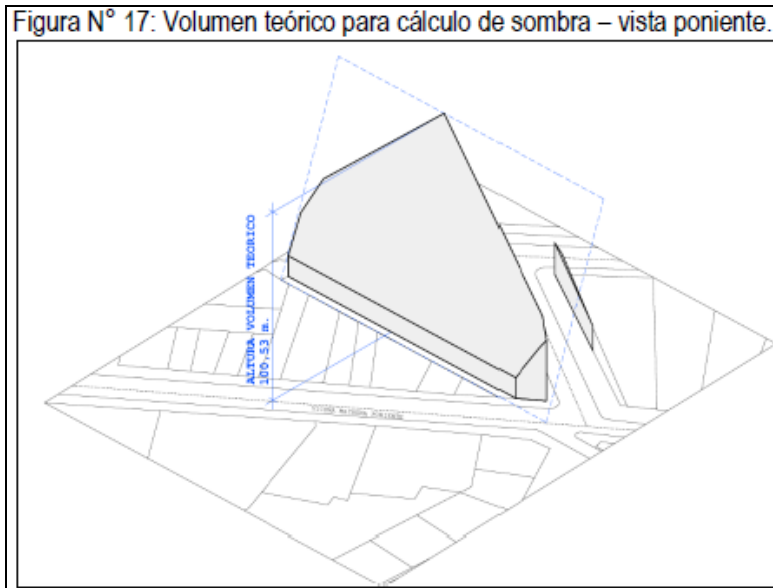 Figura N° 17: Volumen teórico para cálculo de sombra – vista poniente.
ALTURA VOLUMEN TEORICO
100,53 m.